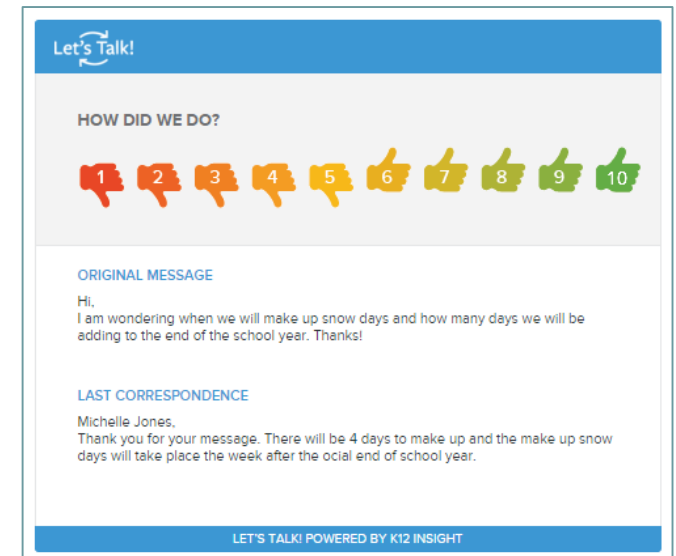 Let's Talk!
HOW DID WE DO?
1 2 3 4 5 6 7 8 9 10
ORIGINAL MESSAGE
Hi,
I am wondering when we will make up snow days and how many days we will be
adding to the end of the school year. Thanks!
LAST CORRESPONDENCE
Michelle Jones,
Thank you for your message. There will be 4 days to make up and the make up snow
days will take place the week after the ocial end of school year.
LET'S TALK! POWERED BY K12 INSIGHT